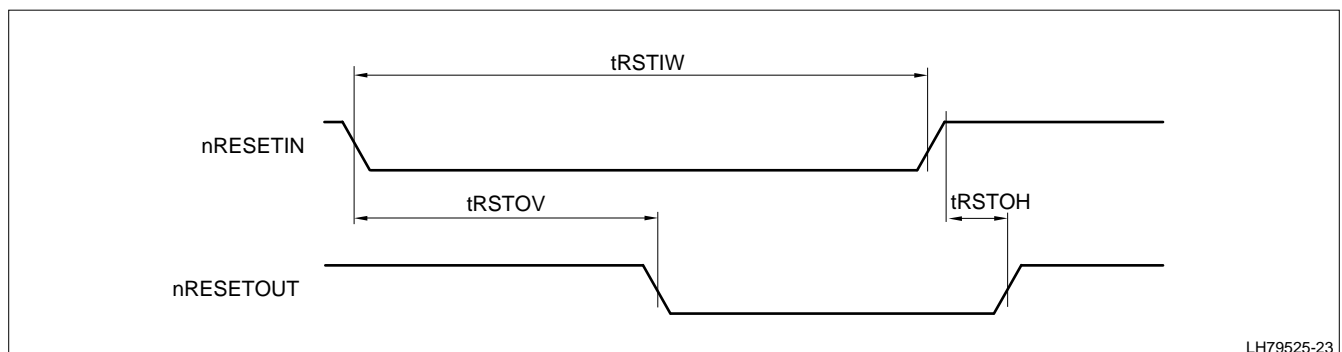 tRSTIW
nRESETIN
tRSTOV
tRSTOH
nRESETOUT
LH79525-23